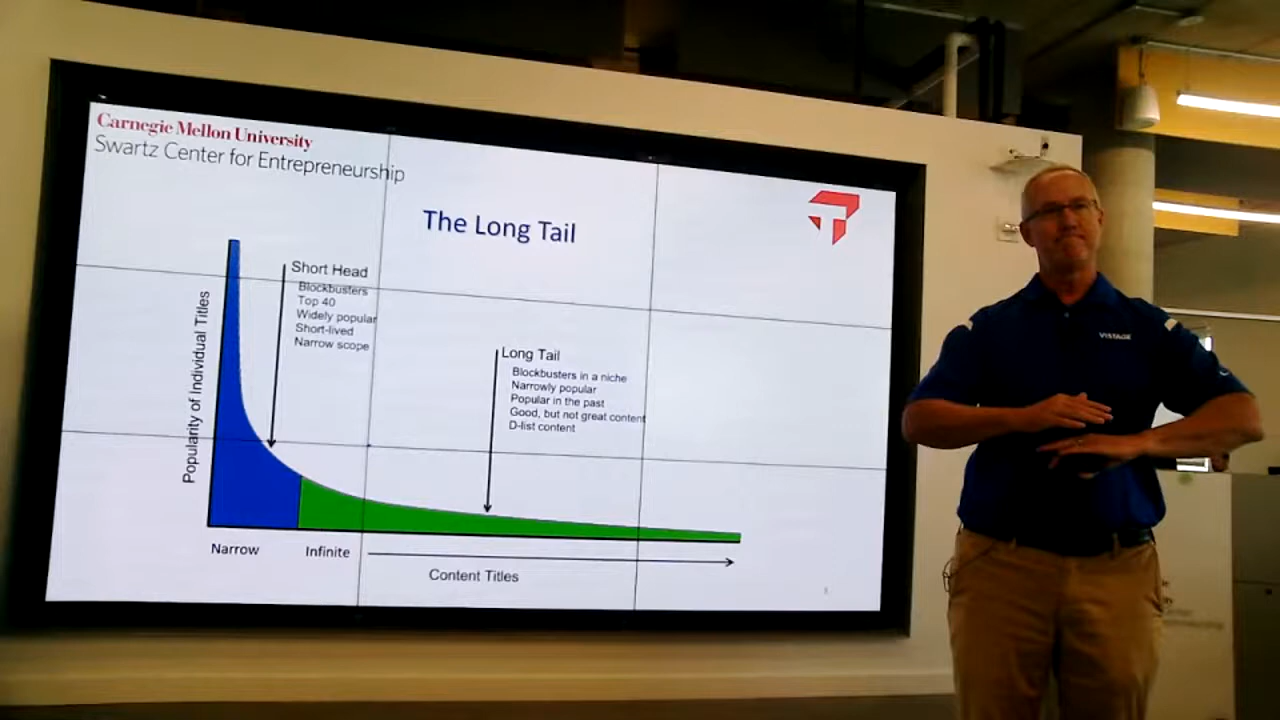 Carnegie Mellon University
Swartz Center for Entrepreneurship
The Long Tail
Popularity of Individual Titles
Short Head
Blockbusters
Top 40
Widely popular
Short-lived
Narrow scope
Long Tail
Blockbusters in a niche
Narrowly popular
Popular in the past
Good, but not great content
D-list content
Narrow
Infinite
Content Titles
VISTAGE